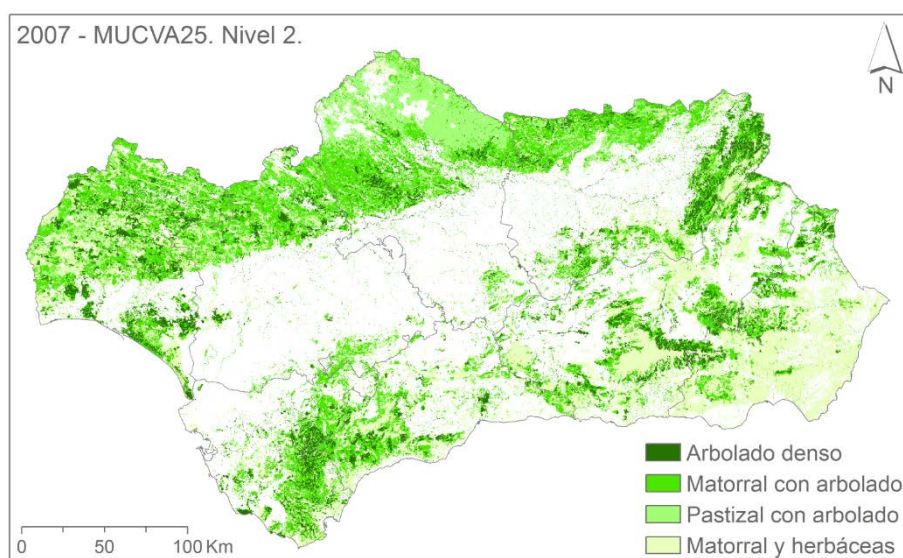 2007 - MUCVA25. Nivel 2.
N
Arbolado denso
Matorral con arbolado
Pastizal con arbolado
Matorral y herbáceas
0 50 100 Km